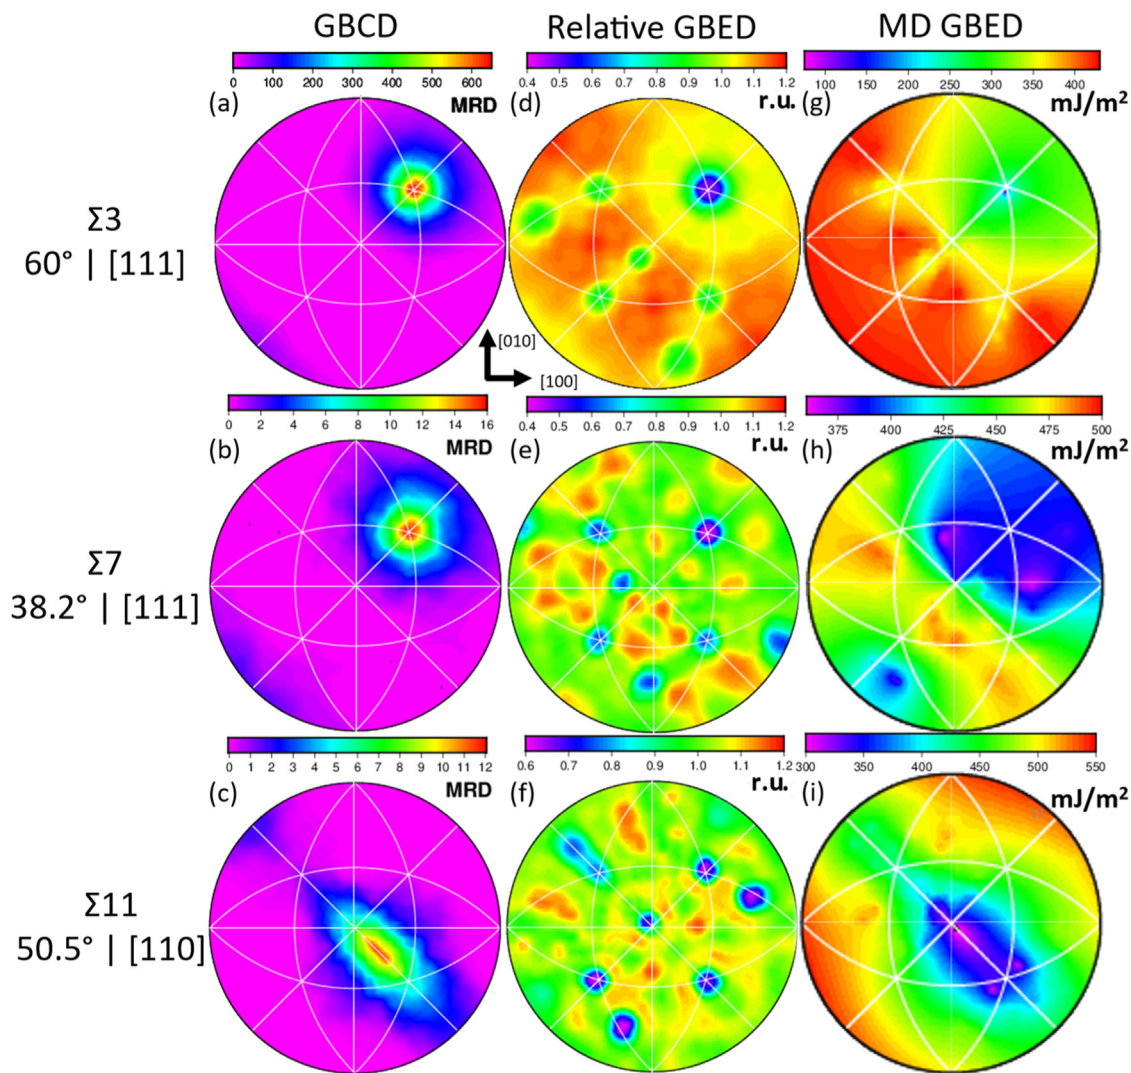 GBCD Relative GBED MD GBED
0 100 200 300 400 500 600
0.4 0.5 0.6 0.7 0.8 0.9 1.0 1.1 1.2
100 150 200 250 300 350 400
(a) MRD (d) r.u. (g) mJ/m²
Σ3
60° | [111]
[010]
[100]
0 2 4 6 8 10 12 14 16
0.4 0.5 0.6 0.7 0.8 0.9 1.0 1.1 1.2
375 400 425 450 475 500
(b) MRD (e) r.u. (h) mJ/m²
Σ7
38.2° | [111]
0 1 2 3 4 5 6 7 8 9 10 11 12
0.6 0.7 0.8 0.9 1.0 1.1 1.2
300 350 400 450 500 550
(c) MRD (f) r.u. (i) mJ/m²
Σ11
50.5° | [110]